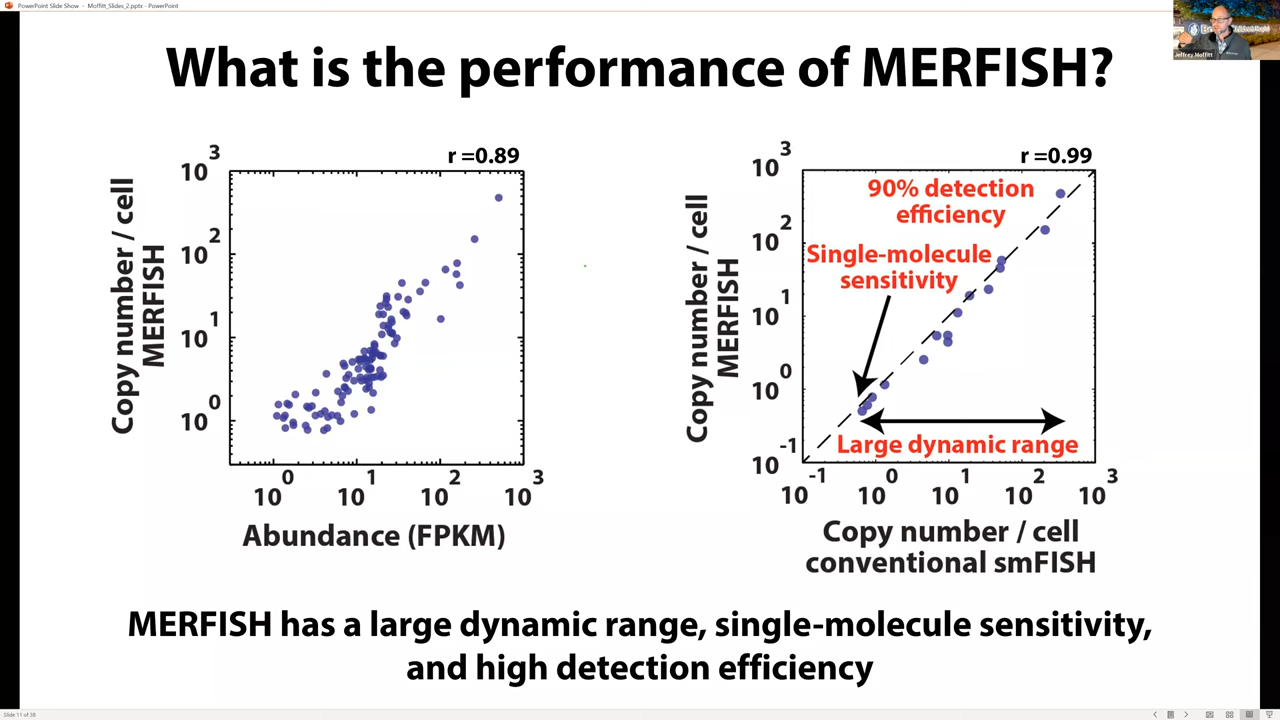 PowerPoint Slide Show - Moffitt_Slides_2.pptx - PowerPoint
Jeffrey Moffitt
What is the performance of MERFISH?
r =0.89
Copy number / cell
MERFISH
10^3
10^2
10^1
10^0
10^0 10^1 10^2 10^3
Abundance (FPKM)
r =0.99
Copy number / cell
MERFISH
10^3
10^2
10^1
10^0
10^-1
90% detection
efficiency
Single-molecule
sensitivity
Large dynamic range
10^-1 10^0 10^1 10^2 10^3
Copy number / cell
conventional smFISH
MERFISH has a large dynamic range, single-molecule sensitivity,
and high detection efficiency
Slide 11 of 38